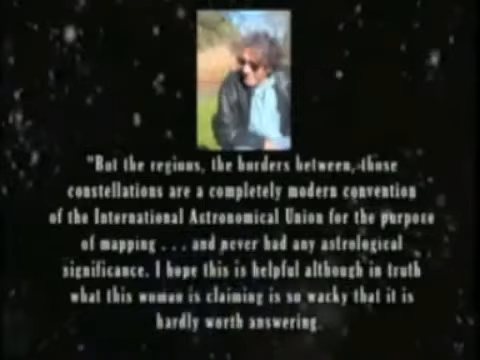 "But the regions, the borders between, those
constellations are a completely modern convention
of the International Astronomical Union for the purpose
of mapping . . . and never had any astrological
significance. I hope this is helpful although in truth
what this woman is claiming is so wacky that it is
hardly worth answering.